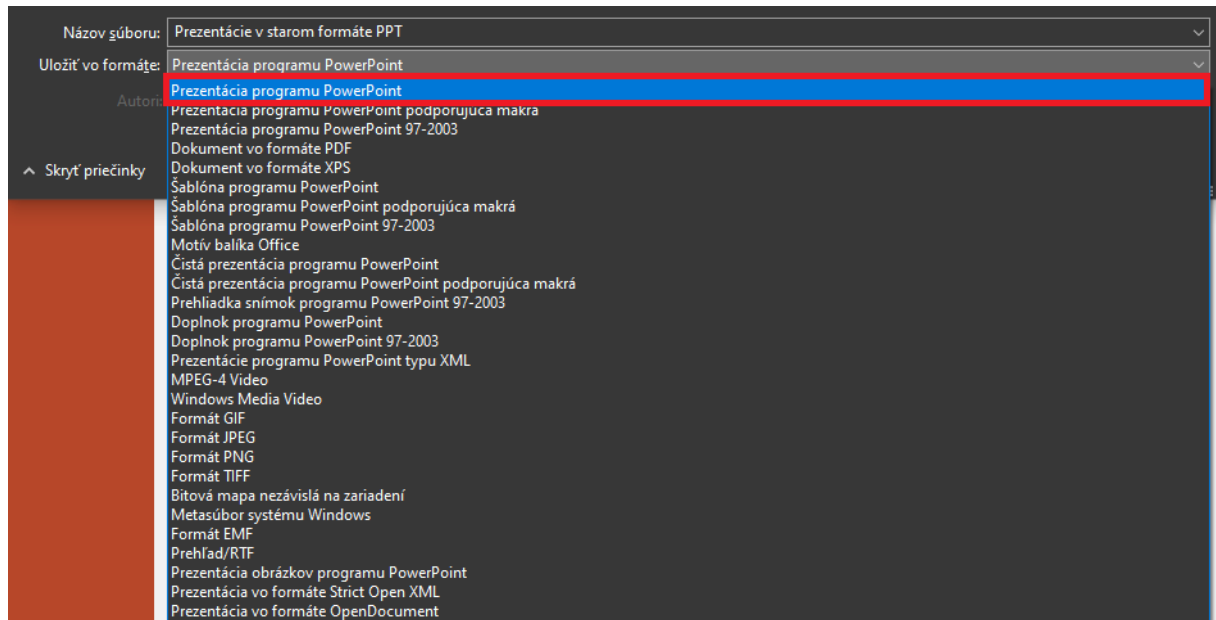 Názov súboru: Prezentácie v starom formáte PPT
Uložiť vo formáte: Prezentácia programu PowerPoint
Autori:
Prezentácia programu PowerPoint
Prezentácia programu PowerPoint podporujúca makrá
Prezentácia programu PowerPoint 97-2003
Dokument vo formáte PDF
Skryť priečinky
Dokument vo formáte XPS
Šablóna programu PowerPoint
Šablóna programu PowerPoint podporujúca makrá
Šablóna programu PowerPoint 97-2003
Motív balíka Office
Čistá prezentácia programu PowerPoint
Čistá prezentácia programu PowerPoint podporujúca makrá
Prehliadka snímok programu PowerPoint 97-2003
Doplnok programu PowerPoint
Doplnok programu PowerPoint 97-2003
Prezentácie programu PowerPoint typu XML
MPEG-4 Video
Windows Media Video
Formát GIF
Formát JPEG
Formát PNG
Formát TIFF
Bitová mapa nezávislá na zariadení
Metasúbor systému Windows
Formát EMF
Prehľad/RTF
Prezentácia obrázkov programu PowerPoint
Prezentácia vo formáte Strict Open XML
Prezentácia vo formáte OpenDocument